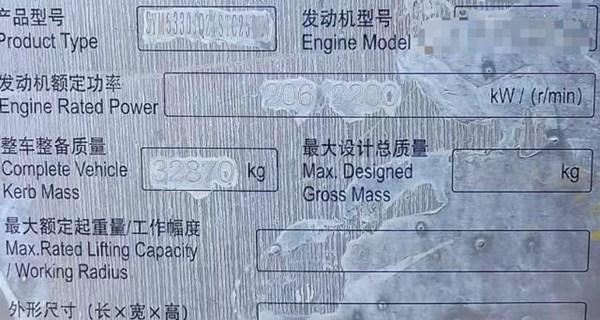 产品型号
Product Type SYM5333JQZ(STC250)
发动机型号
Engine Model
发动机额定功率
Engine Rated Power 206/2200 kW / (r/min)
整车整备质量
Complete Vehicle
Kerb Mass 32870 kg
最大设计总质量
Max. Designed
Gross Mass kg
最大额定起重量/工作幅度
Max.Rated Lifting Capacity
/ Working Radius
外形尺寸（长×宽×高）